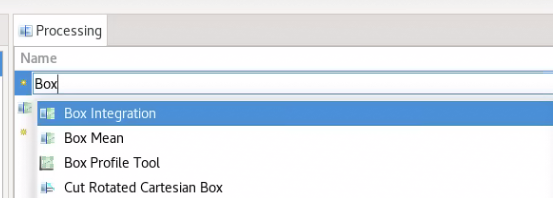 Processing
Name
Box
Box Integration
Box Mean
Box Profile Tool
Cut Rotated Cartesian Box